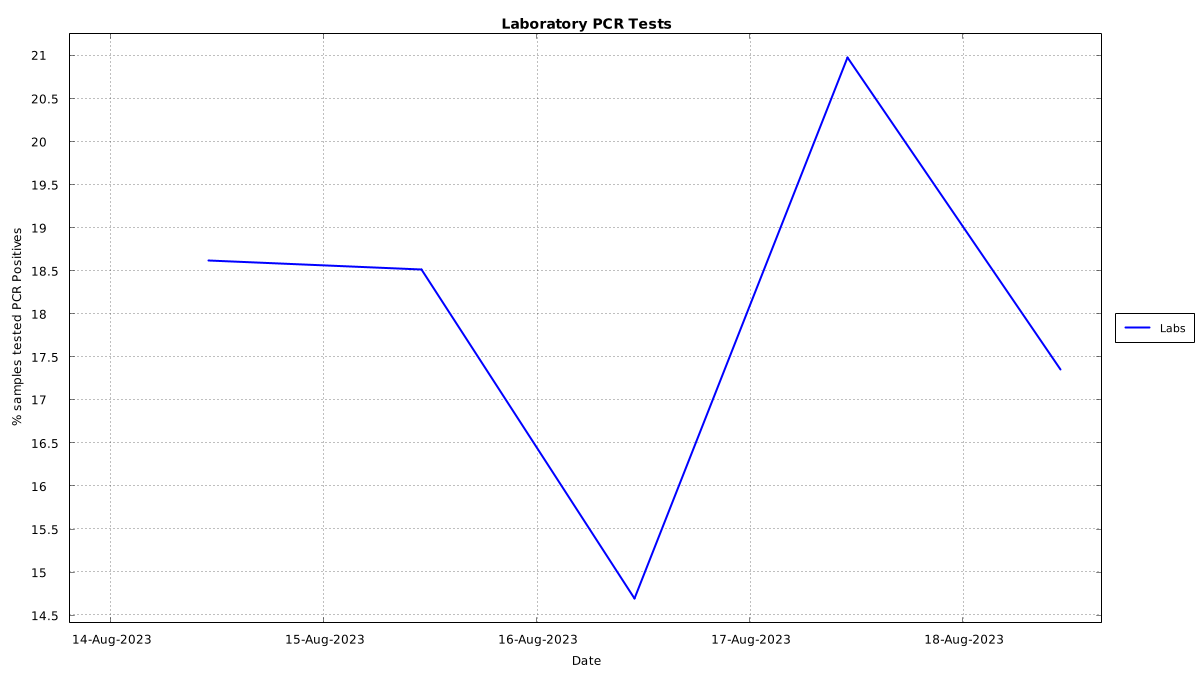 Laboratory PCR Tests
21
20.5
20
19.5
19
18.5
18
17.5
17
16.5
16
15.5
15
14.5
% samples tested PCR Positives
14-Aug-2023 15-Aug-2023 16-Aug-2023 17-Aug-2023 18-Aug-2023
Date
Labs